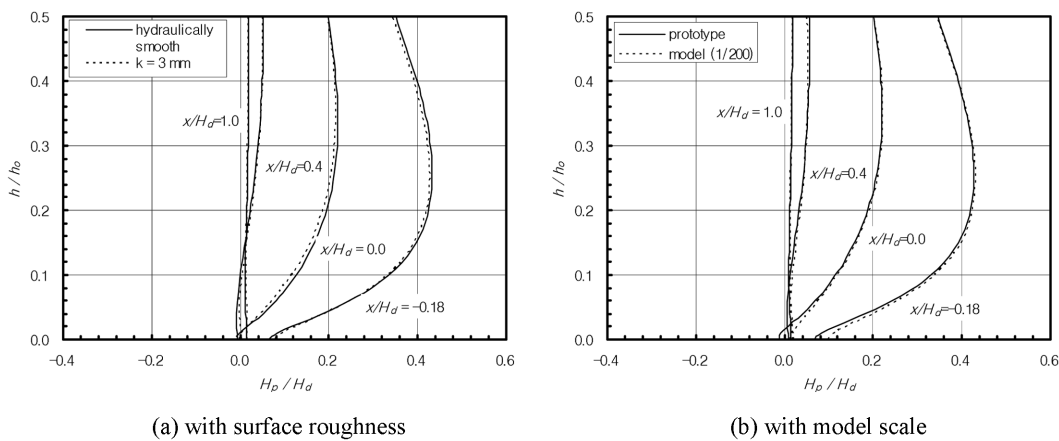 0.5
0.4
0.3
0.2
0.1
0.0
h / h₀
hydraulically
smooth
k = 3 mm
x/H_d=1.0
x/H_d=0.4
x/H_d = 0.0
x/H_d = −0.18
−0.4
−0.2
0.0
0.2
0.4
0.6
H_p / H_d
(a) with surface roughness
0.5
0.4
0.3
0.2
0.1
0.0
h / h₀
prototype
model (1/200)
x/H_d = 1.0
x/H_d=0.4
x/H_d=0.0
x/H_d=−0.18
−0.4
−0.2
0.0
0.2
0.4
0.6
H_p / H_d
(b) with model scale